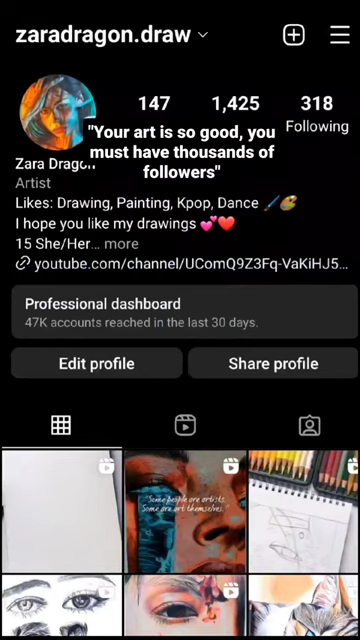 zaradragon.draw
147 1,425 318
Following
"Your art is so good, you
must have thousands of
followers"
Zara Dragon
Artist
Likes: Drawing, Painting, Kpop, Dance 🖌️🎨
I hope you like my drawings 💕❤️
15 She/Her... more
youtube.com/channel/UComQ9Z3Fq-VaKiHJ5...
Professional dashboard
47K accounts reached in the last 30 days.
Edit profile Share profile
"Some people are artists.
Some are art themselves."